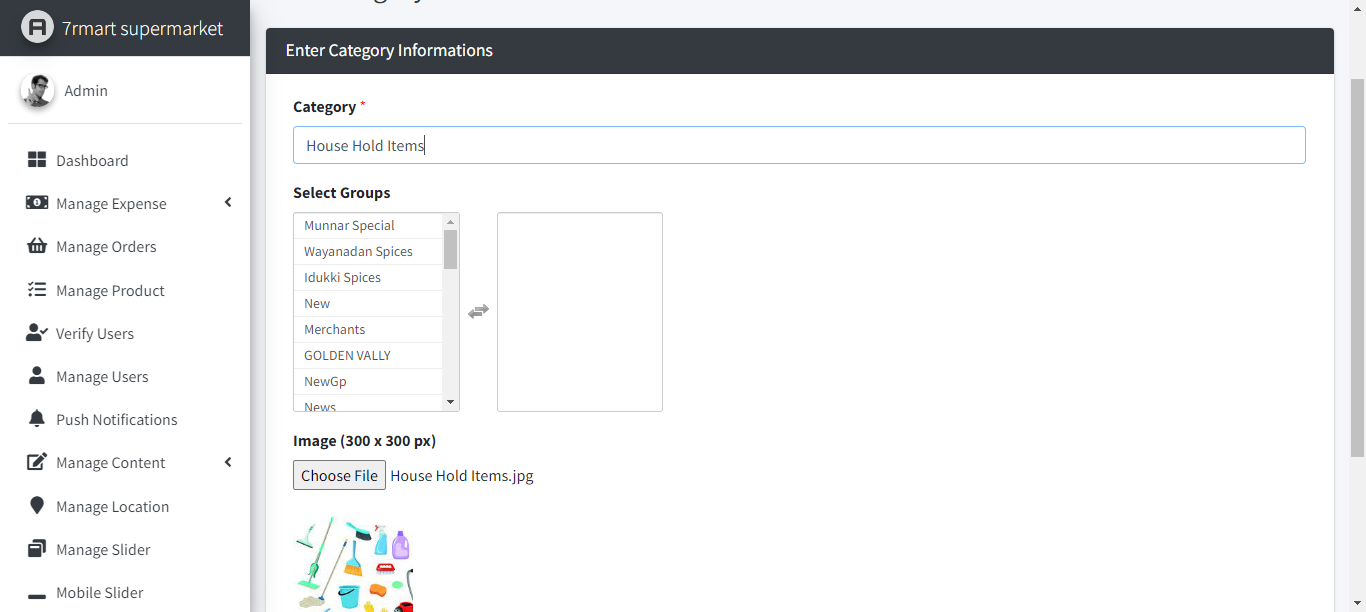 7rmart supermarket
Admin
Dashboard
Manage Expense
Manage Orders
Manage Product
Verify Users
Manage Users
Push Notifications
Manage Content
Manage Location
Manage Slider
Mobile Slider
Enter Category Informations
Category *
House Hold Items
Select Groups
Munnar Special
Wayanadan Spices
Idukki Spices
New
Merchants
GOLDEN VALLY
NewGp
News
Image (300 x 300 px)
Choose File House Hold Items.jpg